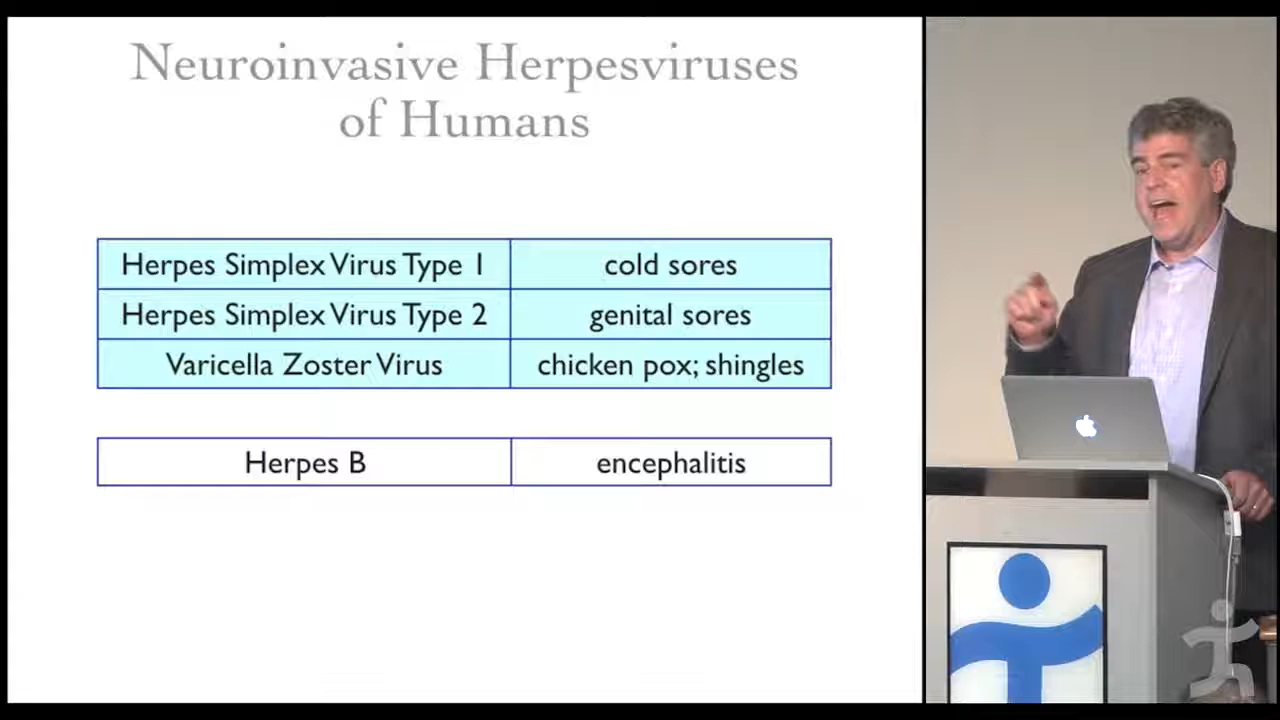 Neuroinvasive Herpesviruses
of Humans
Herpes Simplex Virus Type 1 cold sores
Herpes Simplex Virus Type 2 genital sores
Varicella Zoster Virus chicken pox; shingles
Herpes B encephalitis